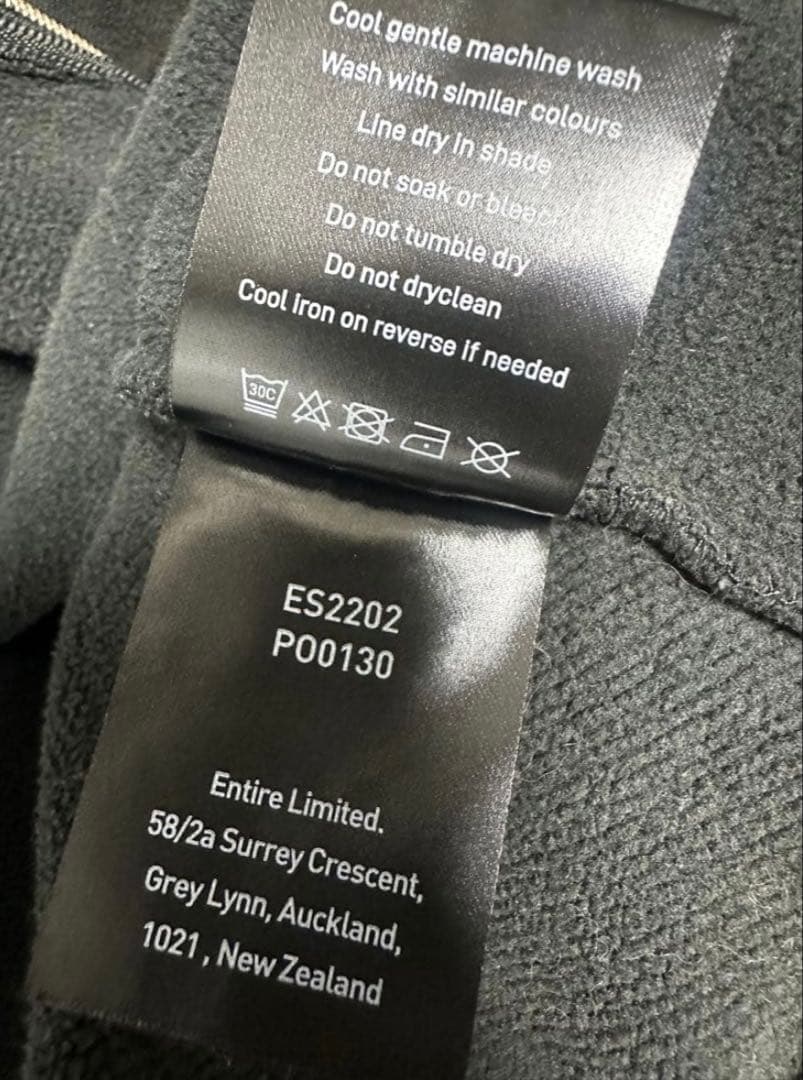 Cool gentle machine wash
Wash with similar colours
Line dry in shade
Do not soak or bleach
Do not tumble dry
Do not dryclean
Cool iron on reverse if needed
30C
ES2202
PO0130
Entire Limited.
58/2a Surrey Crescent,
Grey Lynn, Auckland,
1021, New Zealand